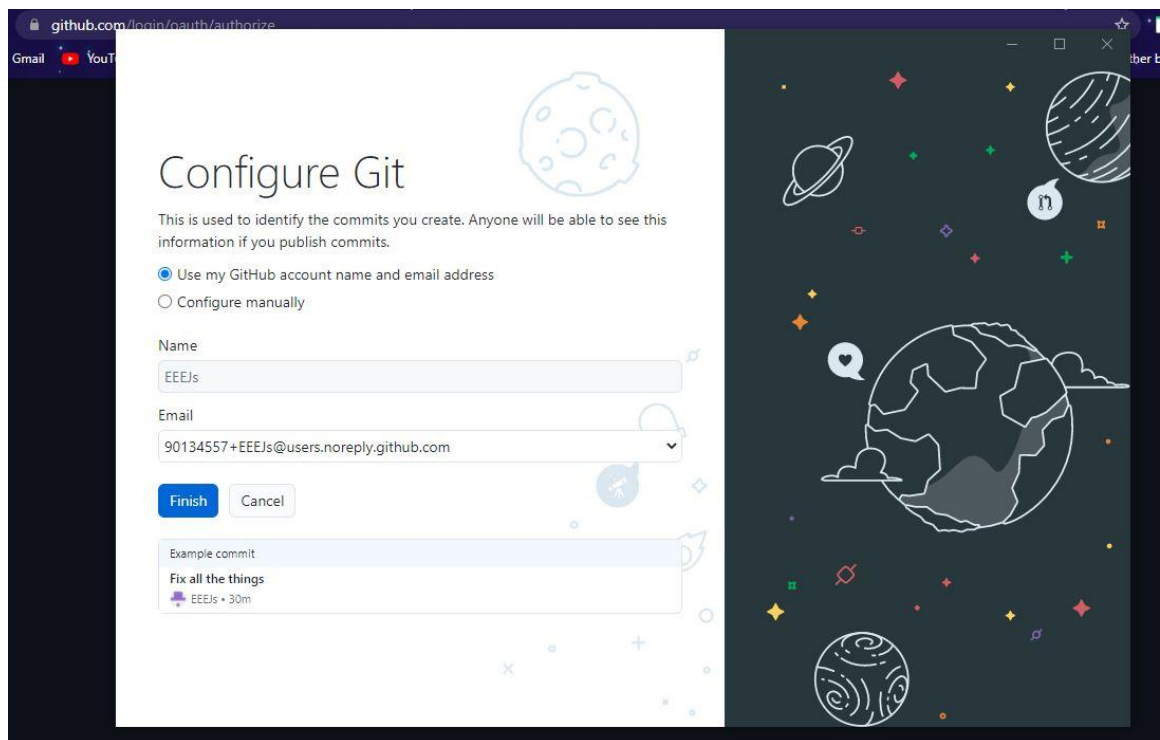 github.com/login/oauth/authorize
Gmail YouT
ther b
Configure Git
This is used to identify the commits you create. Anyone will be able to see this
information if you publish commits.
Use my GitHub account name and email address
Configure manually
Name
EEEJs
Email
90134557+EEEJs@users.noreply.github.com
Finish Cancel
Example commit
Fix all the things
EEEJs • 30m